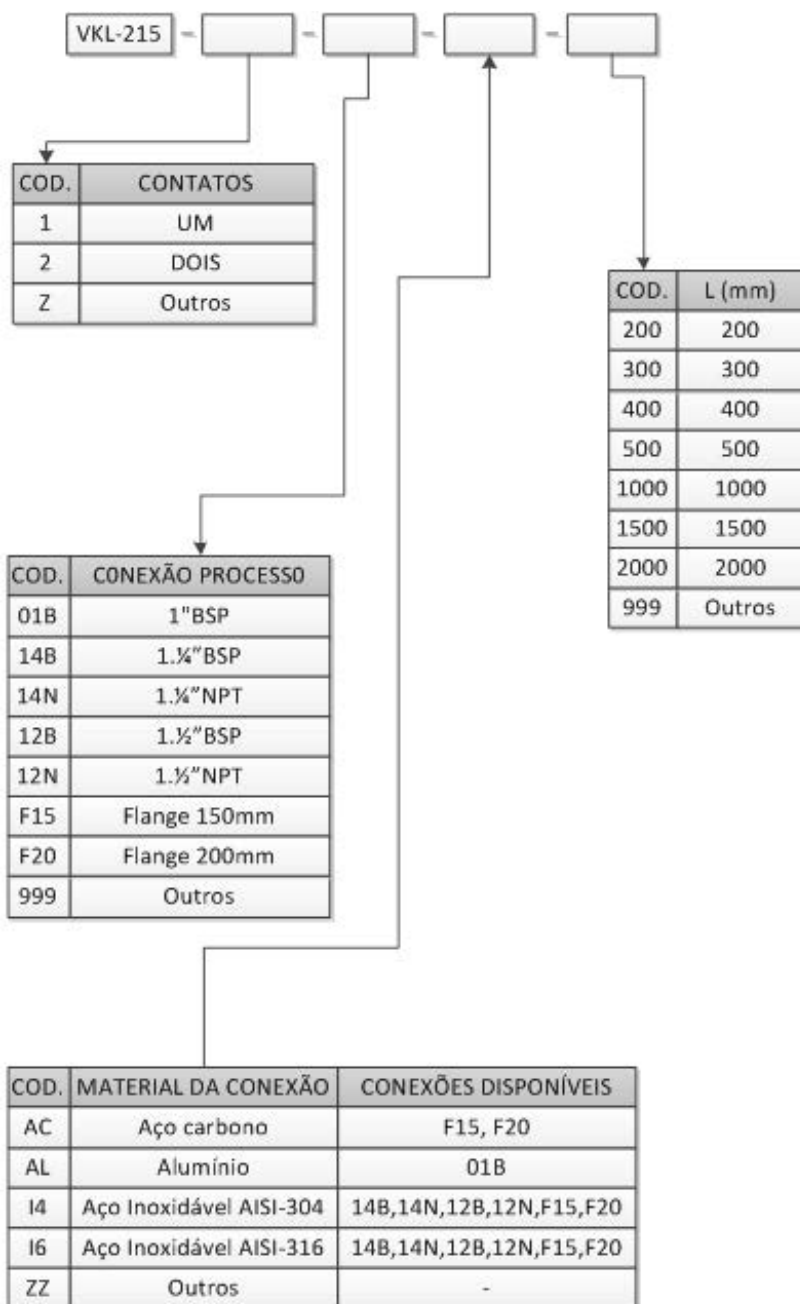 VKL-215 - - - -
COD. CONTATOS
1 UM
2 DOIS
Z Outros
COD. L (mm)
200 200
300 300
400 400
500 500
1000 1000
1500 1500
2000 2000
999 Outros
COD. C0NEXÃO PROCESS0
01B 1"BSP
14B 1.¼”BSP
14N 1.¼”NPT
12B 1.½”BSP
12N 1.½”NPT
F15 Flange 150mm
F20 Flange 200mm
999 Outros
COD. MATERIAL DA CONEXÃO CONEXÕES DISPONÍVEIS
AC Aço carbono F15, F20
AL Alumínio 01B
I4 Aço Inoxidável AISI-304 14B,14N,12B,12N,F15,F20
I6 Aço Inoxidável AISI-316 14B,14N,12B,12N,F15,F20
ZZ Outros -